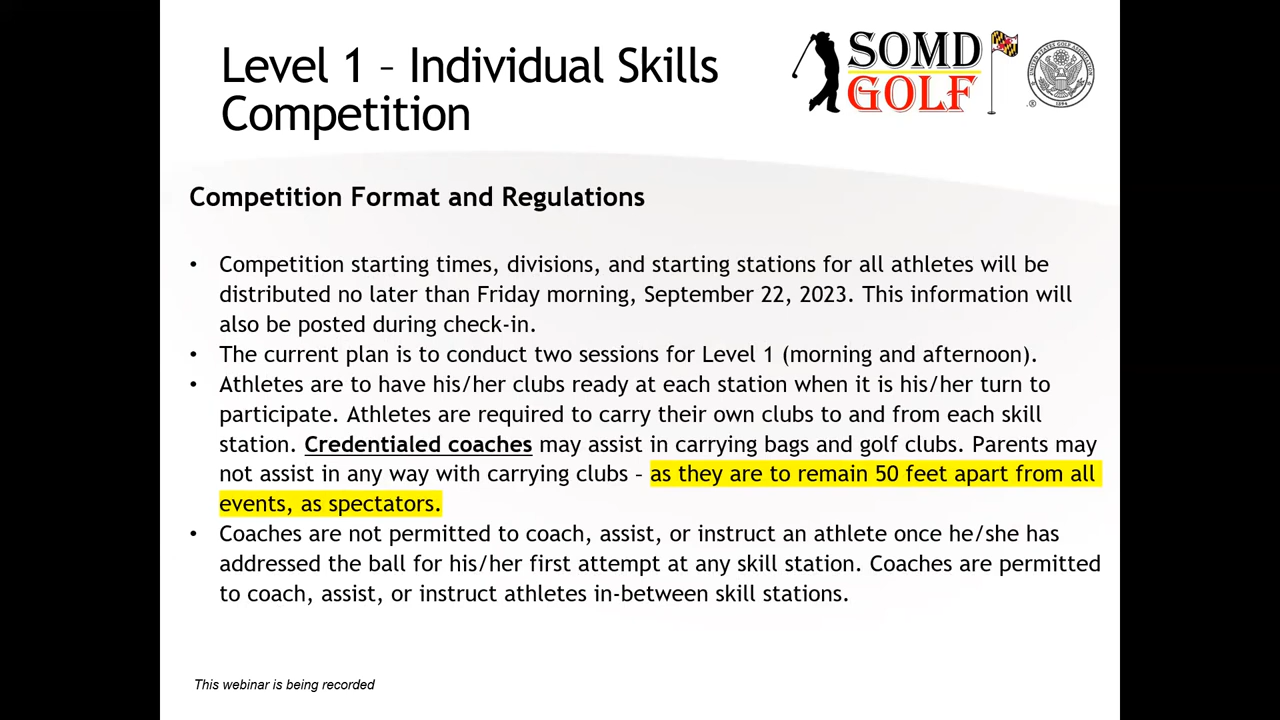 Level 1 – Individual Skills
Competition
SOMD
GOLF
Competition Format and Regulations
• Competition starting times, divisions, and starting stations for all athletes will be
distributed no later than Friday morning, September 22, 2023. This information will
also be posted during check-in.
• The current plan is to conduct two sessions for Level 1 (morning and afternoon).
• Athletes are to have his/her clubs ready at each station when it is his/her turn to
participate. Athletes are required to carry their own clubs to and from each skill
station. Credentialed coaches may assist in carrying bags and golf clubs. Parents may
not assist in any way with carrying clubs – as they are to remain 50 feet apart from all
events, as spectators.
• Coaches are not permitted to coach, assist, or instruct an athlete once he/she has
addressed the ball for his/her first attempt at any skill station. Coaches are permitted
to coach, assist, or instruct athletes in-between skill stations.
This webinar is being recorded